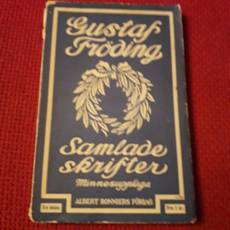 Gustaf
Fröding
Samlade
skrifter
Minnesupplaga
ALBERT BONNIERS FÖRLAG